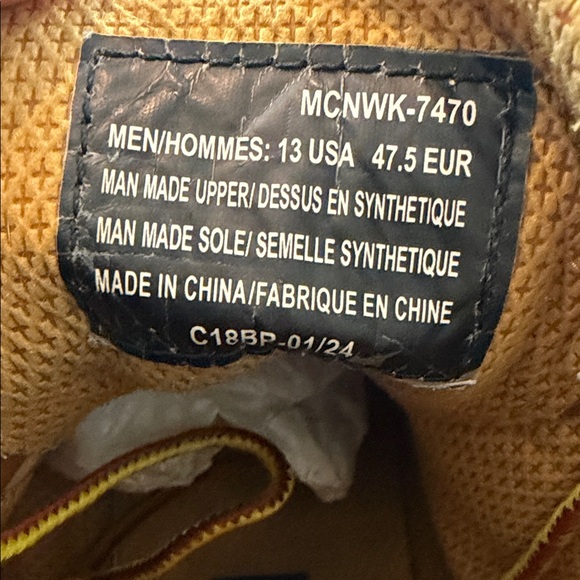 MCNWK-7470
MEN/HOMMES: 13 USA 47.5 EUR
MAN MADE UPPER/ DESSUS EN SYNTHETIQUE
MAN MADE SOLE/ SEMELLE SYNTHETIQUE
MADE IN CHINA/FABRIQUE EN CHINE
C18BP-01/24